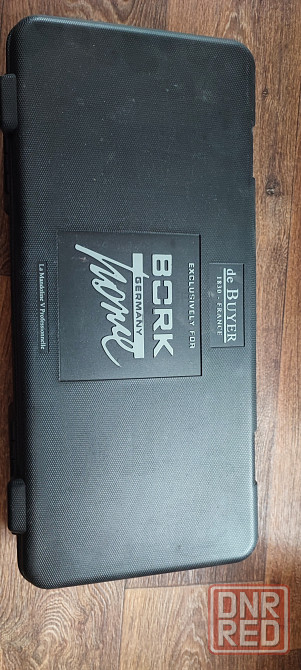 de BUYER
1830 - FRANCE
EXCLUSIVELY FOR
BORK
GERMANY
home
La Mandoline V Professionnelle
DNR
RED